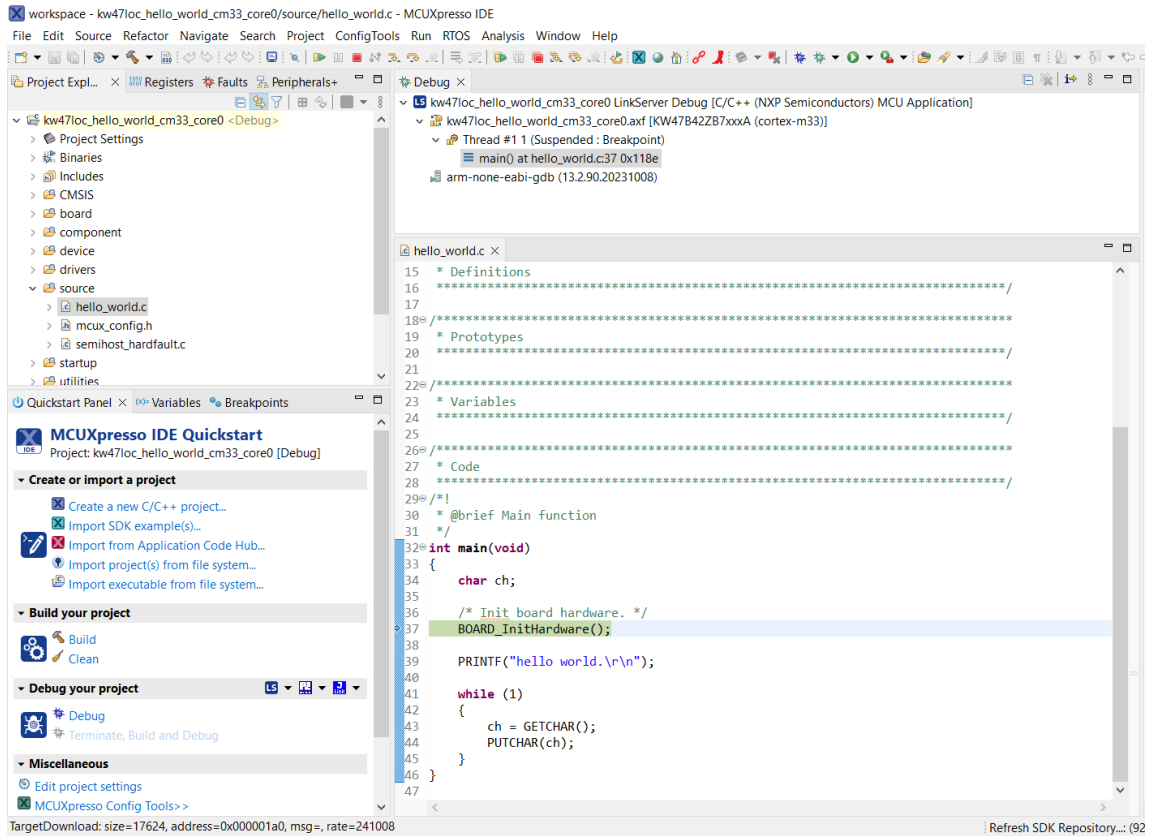 workspace - kw47loc_hello_world_cm33_core0/source/hello_world.c - MCUXpresso IDE
File Edit Source Refactor Navigate Search Project ConfigTools Run RTOS Analysis Window Help
Project Expl... Registers Faults Peripherals+
kw47loc_hello_world_cm33_core0 <Debug>
Project Settings
Binaries
Includes
CMSIS
board
component
device
drivers
source
hello_world.c
mcux_config.h
semihost_hardfault.c
startup
utilities
Debug
LS kw47loc_hello_world_cm33_core0 LinkServer Debug [C/C++ (NXP Semiconductors) MCU Application]
kw47loc_hello_world_cm33_core0.axf [KW47B42ZB7xxxA (cortex-m33)]
Thread #1 1 (Suspended : Breakpoint)
main() at hello_world.c:37 0x118e
arm-none-eabi-gdb (13.2.90.20231008)
Quickstart Panel (x)= Variables Breakpoints
IDE
MCUXpresso IDE Quickstart
Project: kw47loc_hello_world_cm33_core0 [Debug]
Create or import a project
Create a new C/C++ project...
Import SDK example(s)...
Import from Application Code Hub...
Import project(s) from file system...
Import executable from file system...
Build your project
Build
Clean
Debug your project LS
Debug
Terminate, Build and Debug
Miscellaneous
Edit project settings
MCUXpresso Config Tools>>
hello_world.c
15 * Definitions
16 ******************************************************************************/
17
18 /*******************************************************************************
19 * Prototypes
20 ******************************************************************************/
21
22 /*******************************************************************************
23 * Variables
24 ******************************************************************************/
25
26 /*******************************************************************************
27 * Code
28 ******************************************************************************/
29 /*!
30 * @brief Main function
31 */
32 int main(void)
33 {
34 char ch;
35
36 /* Init board hardware. */
37 BOARD_InitHardware();
38
39 PRINTF("hello world.\r\n");
40
41 while (1)
42 {
43 ch = GETCHAR();
44 PUTCHAR(ch);
45 }
46 }
47
TargetDownload: size=17624, address=0x000001a0, msg=, rate=241008
Refresh SDK Repository...: (92